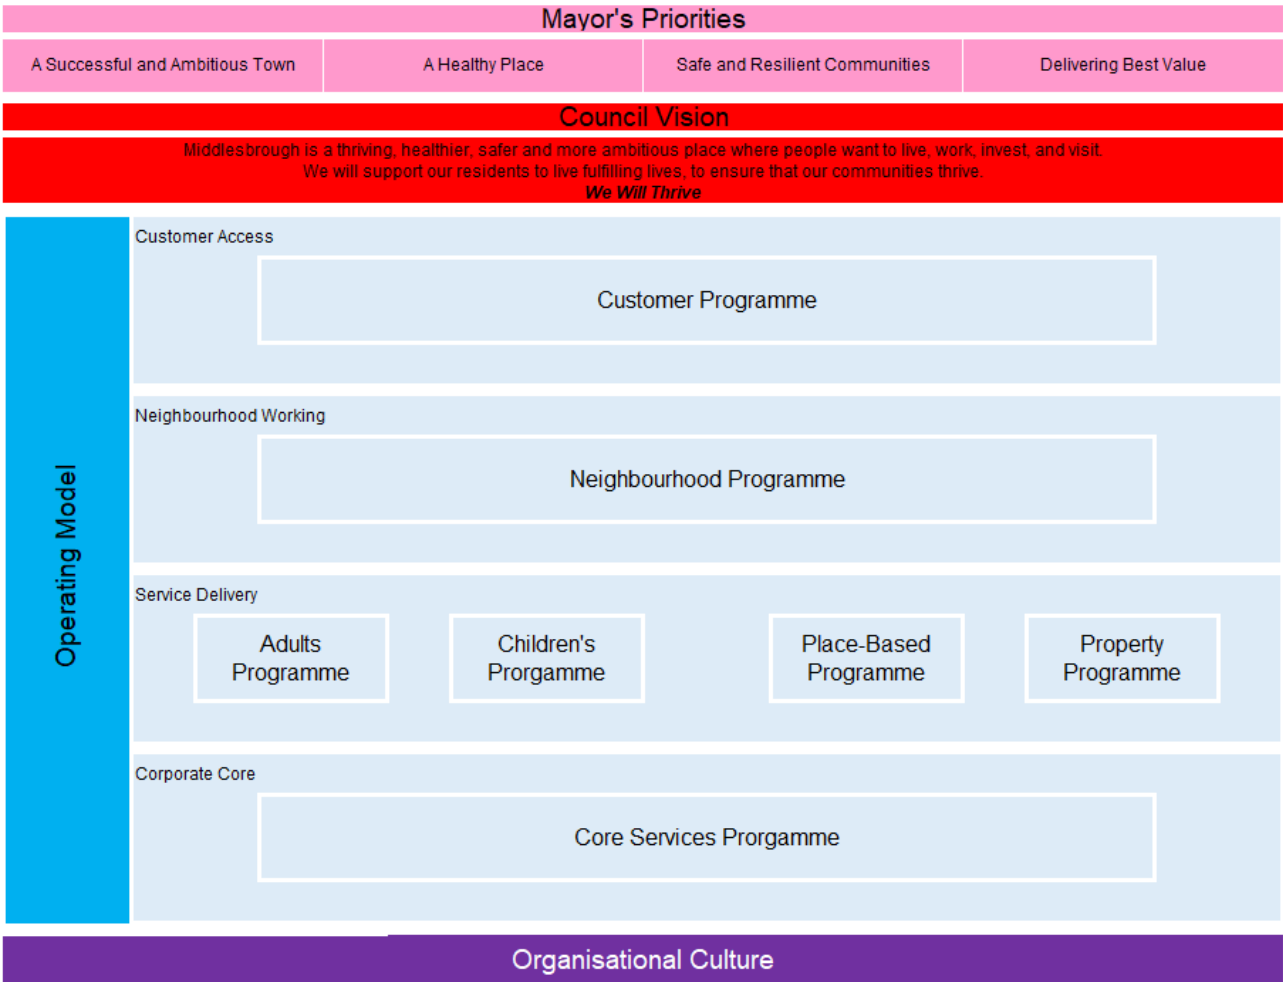 Mayor's Priorities
A Successful and Ambitious Town
A Healthy Place
Safe and Resilient Communities
Delivering Best Value
Council Vision
Middlesbrough is a thriving, healthier, safer and more ambitious place where people want to live, work, invest, and visit.
We will support our residents to live fulfilling lives, to ensure that our communities thrive.
We Will Thrive
Operating Model
Customer Access
Customer Programme
Neighbourhood Working
Neighbourhood Programme
Service Delivery
Adults
Programme
Children's
Prorgamme
Place-Based
Programme
Property
Programme
Corporate Core
Core Services Prorgamme
Organisational Culture